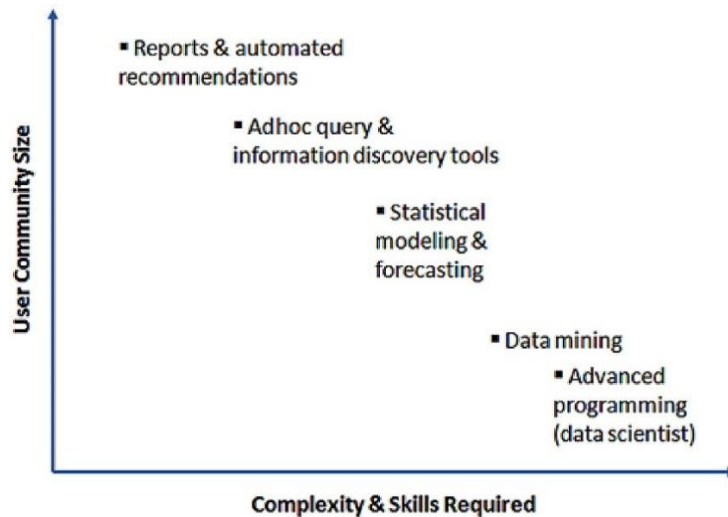 User Community Size
▪ Reports & automated
recommendations
▪ Adhoc query &
information discovery tools
▪ Statistical
modeling &
forecasting
▪ Data mining
▪ Advanced
programming
(data scientist)
Complexity & Skills Required